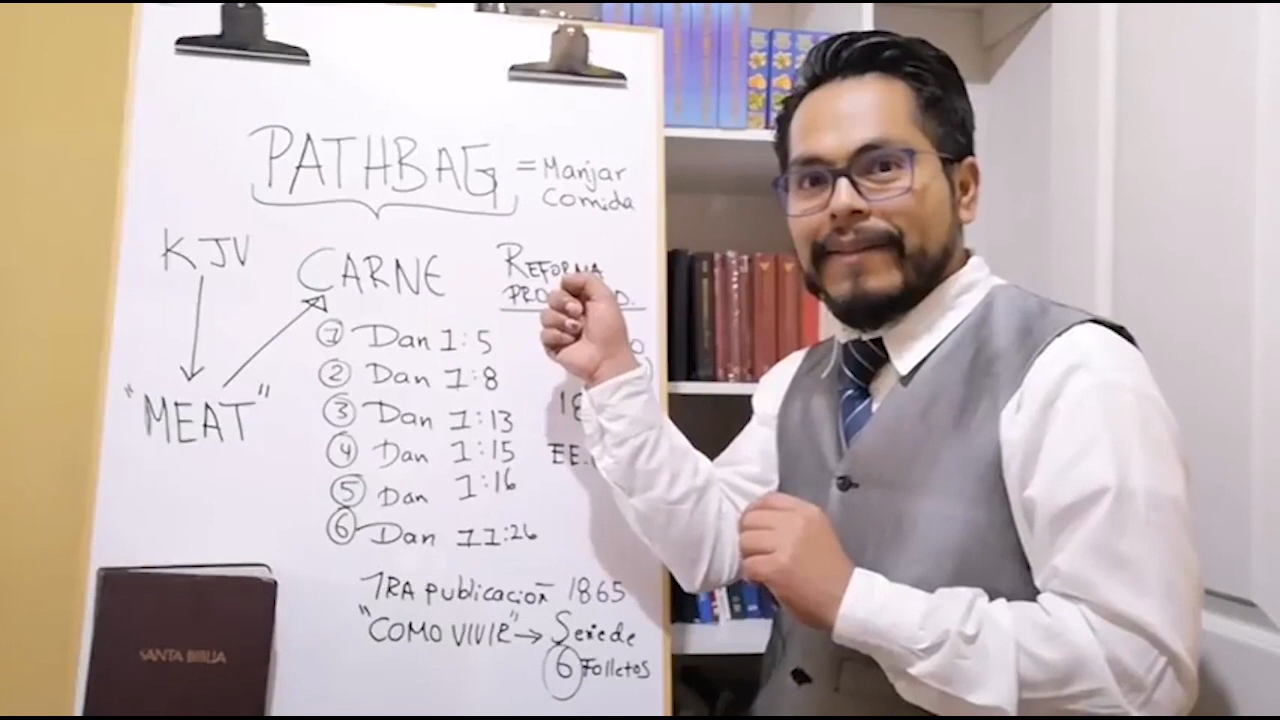 PATHBAG = Manjar
Comida
KJV
"MEAT"
CARNE
① Dan 1:5
② Dan 1:8
③ Dan 1:13
④ Dan 1:15
⑤ Dan 1:16
⑥ Dan 11:26
REFORMA
1RA publicación 1865
"COMO VIVIR" → Serie de
6 Folletos
SANTA BIBLIA